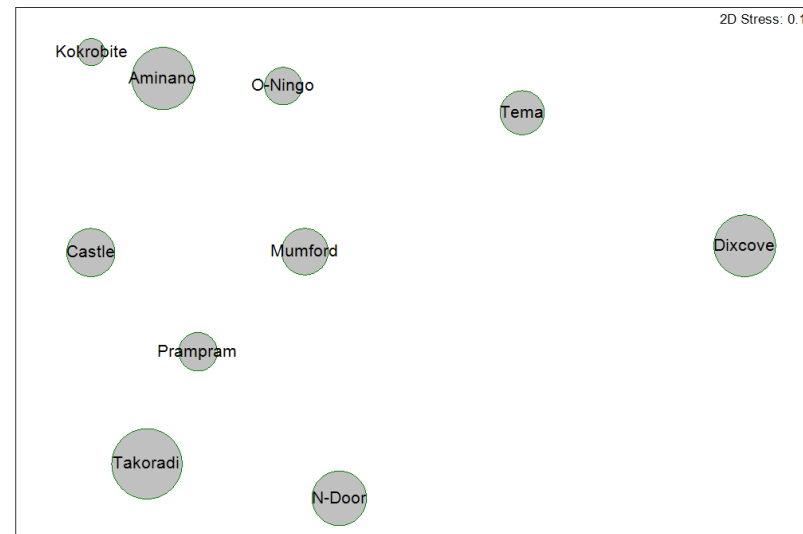 2D Stress: 0.1
Kokrobite
Aminano
O-Ningo
Tema
Castle
Mumford
Dixcove
Prampram
Takoradi
N-Door